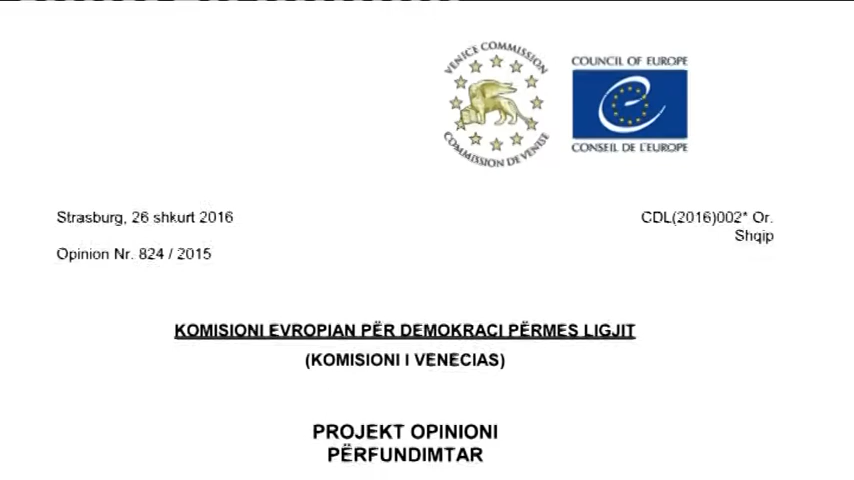 VENICE COMMISSION
COMMISSION DE VENISE
COUNCIL OF EUROPE
CONSEIL DE L'EUROPE
Strasburg, 26 shkurt 2016
CDL(2016)002* Or.
Shqip
Opinion Nr. 824 / 2015
KOMISIONI EVROPIAN PËR DEMOKRACI PËRMES LIGJIT
(KOMISIONI I VENECIAS)
PROJEKT OPINIONI
PËRFUNDIMTAR